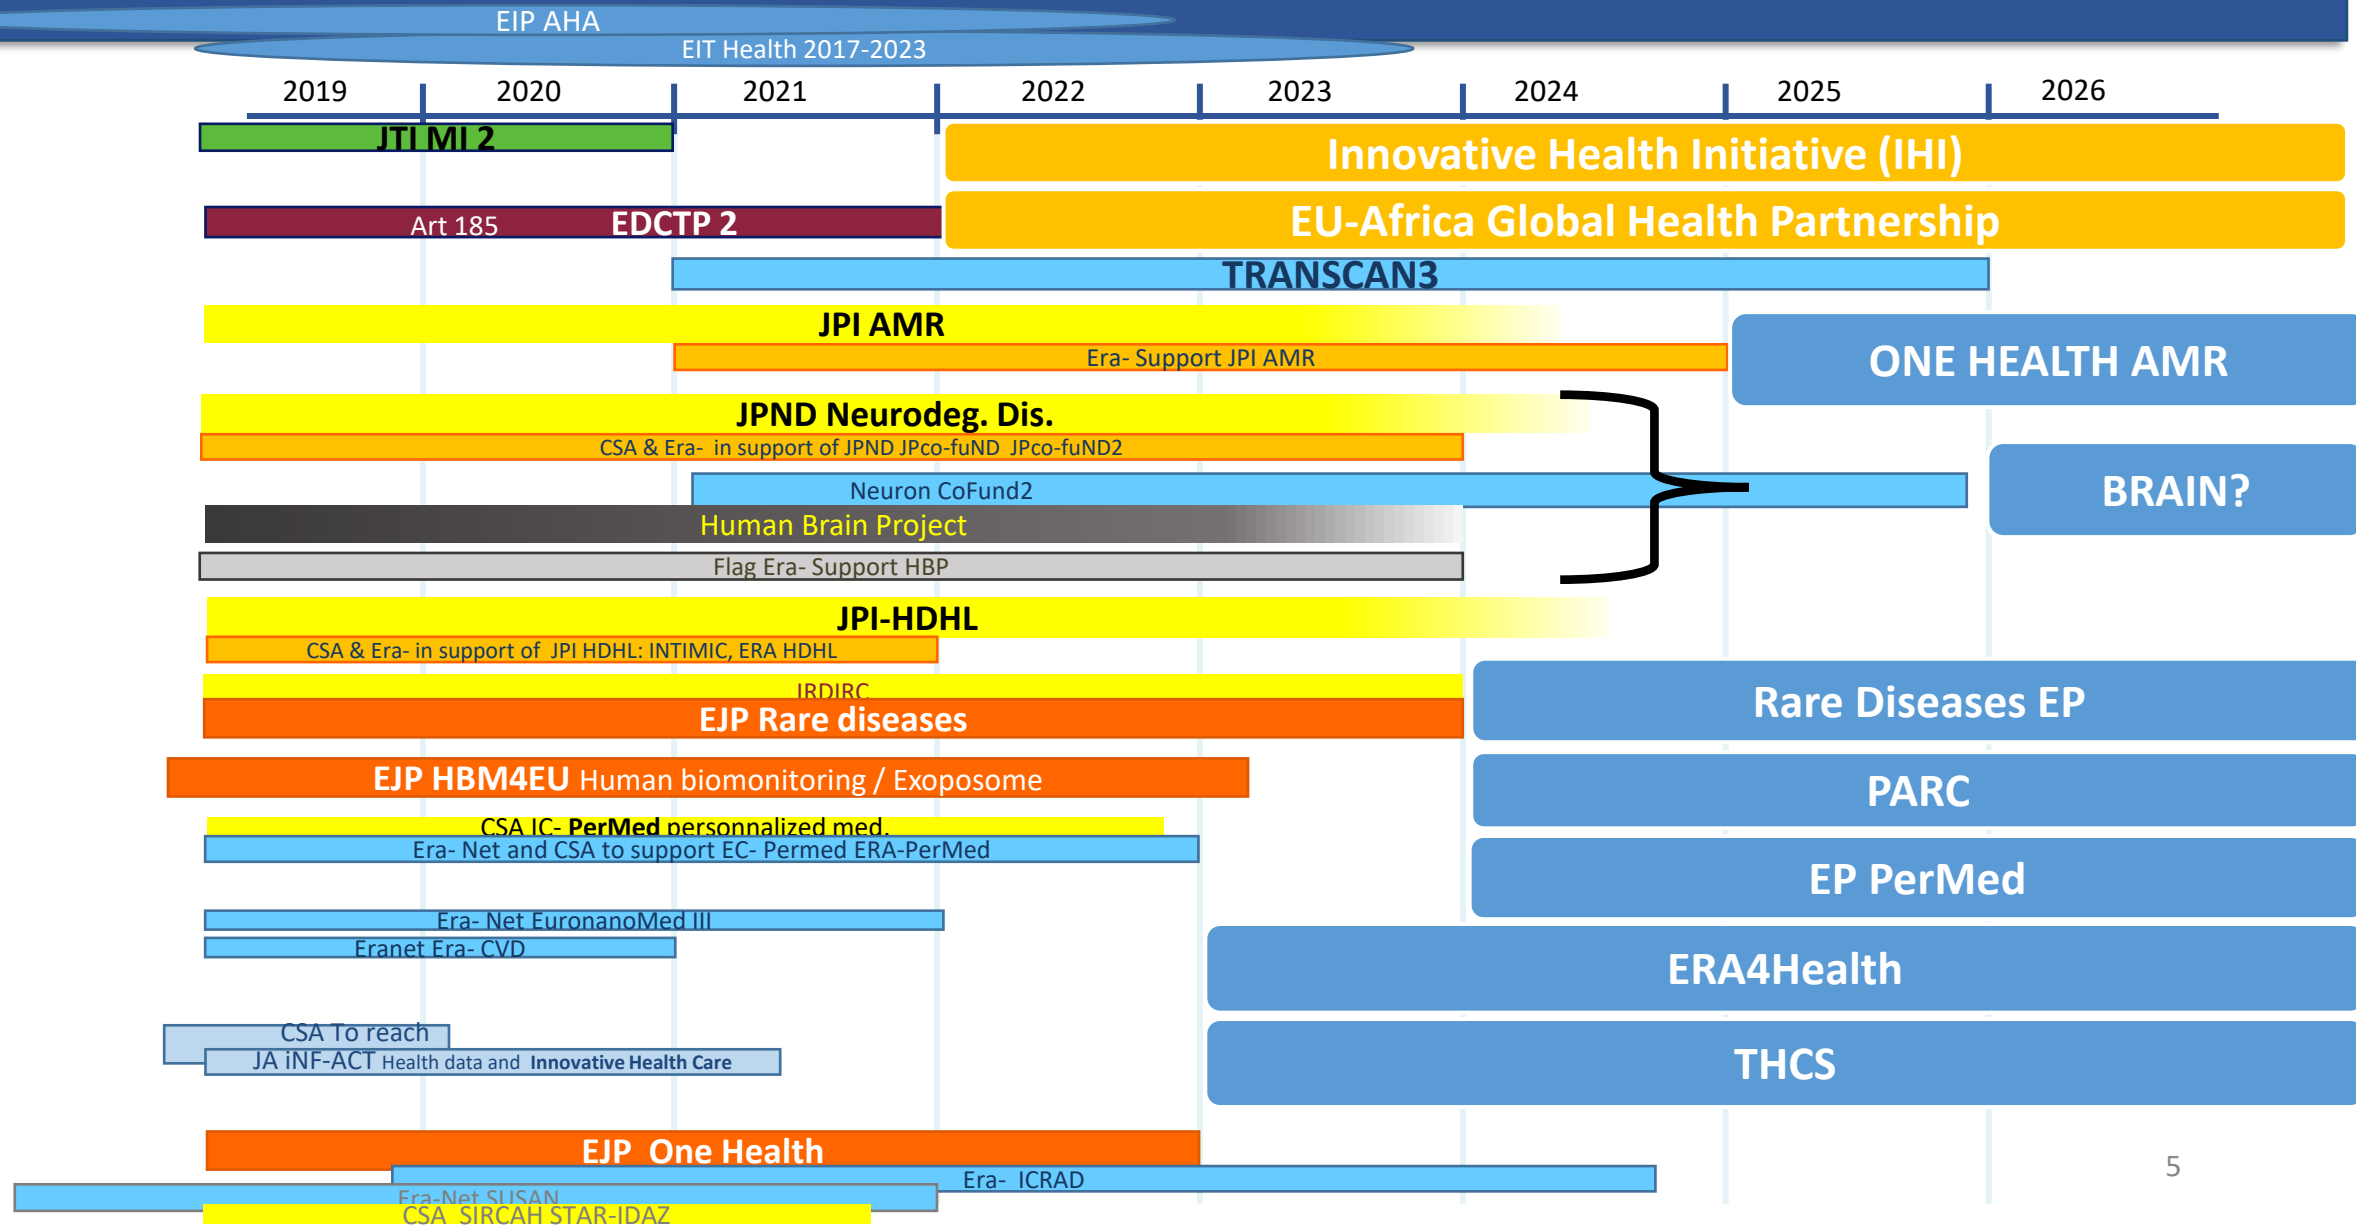 EIP AHA
EIT Health 2017-2023
2019 2020 2021 2022 2023 2024 2025 2026
JTI MI 2
Innovative Health Initiative (IHI)
Art 185 EDCTP 2
EU-Africa Global Health Partnership
TRANSCAN3
JPI AMR
Era- Support JPI AMR
ONE HEALTH AMR
JPND Neurodeg. Dis.
CSA & Era- in support of JPND JPco-fuND JPco-fuND2
Neuron CoFund2
BRAIN?
Human Brain Project
Flag Era- Support HBP
JPI-HDHL
CSA & Era- in support of JPI HDHL: INTIMIC, ERA HDHL
IRDIRC
EJP Rare diseases
Rare Diseases EP
EJP HBM4EU Human biomonitoring / Exoposome
PARC
CSA IC- PerMed personnalized med.
Era- Net and CSA to support EC- Permed ERA-PerMed
EP PerMed
Era- Net EuronanoMed III
Eranet Era- CVD
ERA4Health
CSA To reach
JA iNF-ACT Health data and Innovative Health Care
THCS
EJP One Health
Era- ICRAD
5
Era-Net SUSAN
CSA SIRCAH STAR-IDAZ